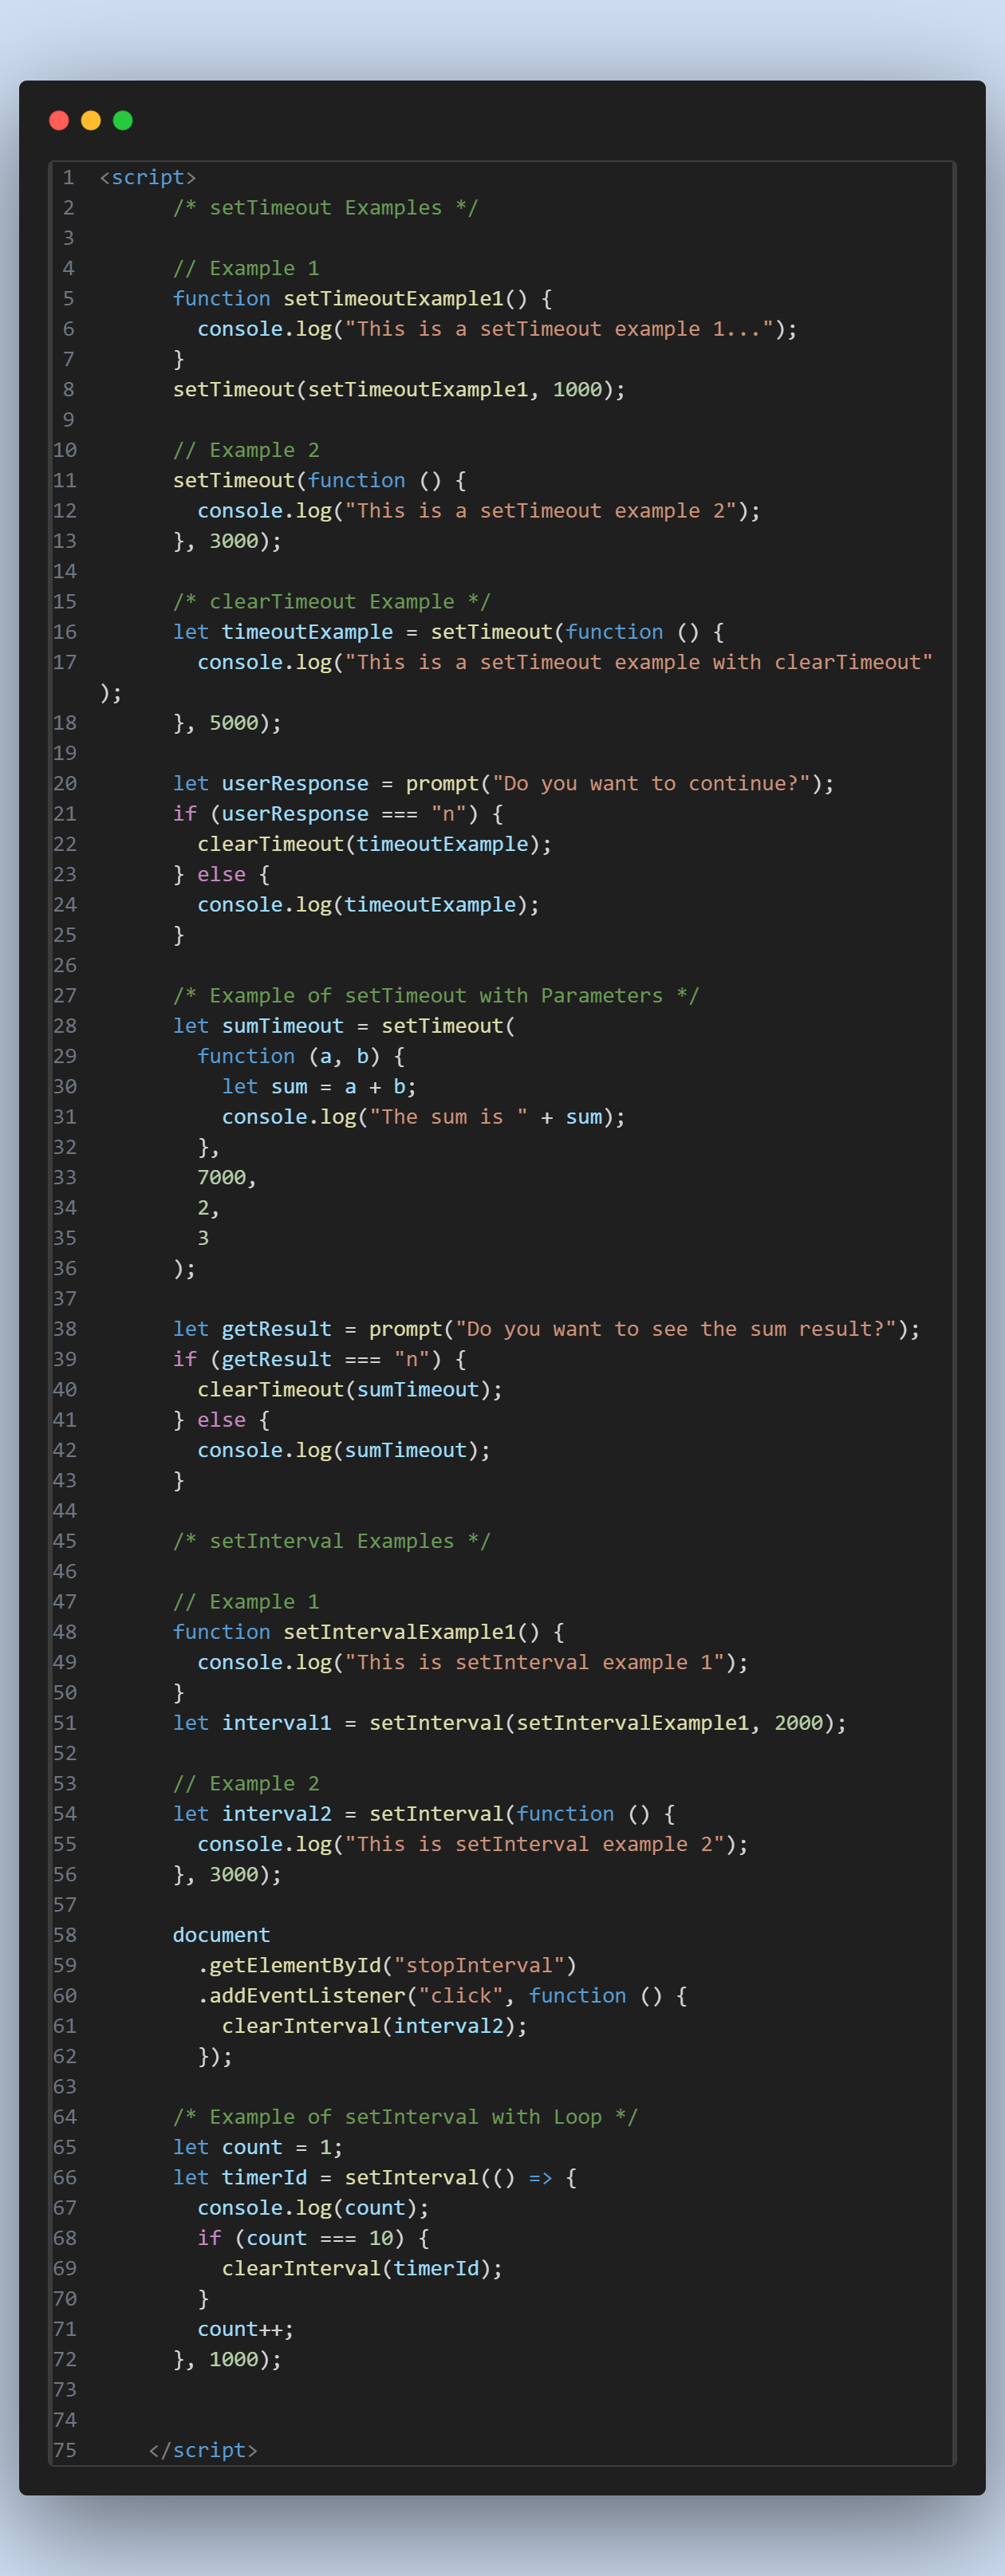 1 <script>
2 /* setTimeout Examples */
3
4 // Example 1
5 function setTimeoutExample1() {
6 console.log("This is a setTimeout example 1...");
7 }
8 setTimeout(setTimeoutExample1, 1000);
9
10 // Example 2
11 setTimeout(function () {
12 console.log("This is a setTimeout example 2");
13 }, 3000);
14
15 /* clearTimeout Example */
16 let timeoutExample = setTimeout(function () {
17 console.log("This is a setTimeout example with clearTimeout"
);
18 }, 5000);
19
20 let userResponse = prompt("Do you want to continue?");
21 if (userResponse === "n") {
22 clearTimeout(timeoutExample);
23 } else {
24 console.log(timeoutExample);
25 }
26
27 /* Example of setTimeout with Parameters */
28 let sumTimeout = setTimeout(
29 function (a, b) {
30 let sum = a + b;
31 console.log("The sum is " + sum);
32 },
33 7000,
34 2,
35 3
36 );
37
38 let getResult = prompt("Do you want to see the sum result?");
39 if (getResult === "n") {
40 clearTimeout(sumTimeout);
41 } else {
42 console.log(sumTimeout);
43 }
44
45 /* setInterval Examples */
46
47 // Example 1
48 function setIntervalExample1() {
49 console.log("This is setInterval example 1");
50 }
51 let interval1 = setInterval(setIntervalExample1, 2000);
52
53 // Example 2
54 let interval2 = setInterval(function () {
55 console.log("This is setInterval example 2");
56 }, 3000);
57
58 document
59 .getElementById("stopInterval")
60 .addEventListener("click", function () {
61 clearInterval(interval2);
62 });
63
64 /* Example of setInterval with Loop */
65 let count = 1;
66 let timerId = setInterval(() => {
67 console.log(count);
68 if (count === 10) {
69 clearInterval(timerId);
70 }
71 count++;
72 }, 1000);
73
74
75 </script>